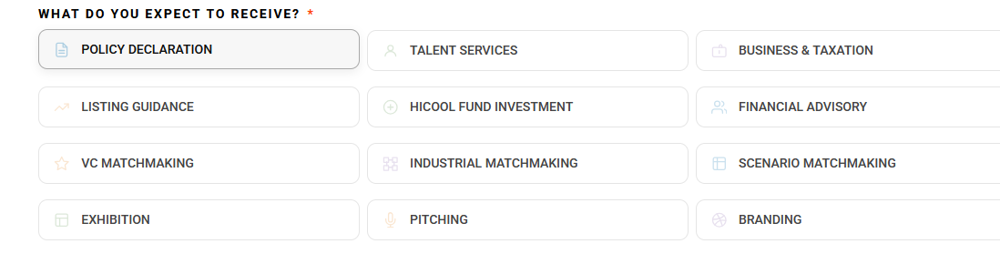 WHAT DO YOU EXPECT TO RECEIVE? *
POLICY DECLARATION
TALENT SERVICES
BUSINESS & TAXATION
LISTING GUIDANCE
HICOOL FUND INVESTMENT
FINANCIAL ADVISORY
VC MATCHMAKING
INDUSTRIAL MATCHMAKING
SCENARIO MATCHMAKING
EXHIBITION
PITCHING
BRANDING